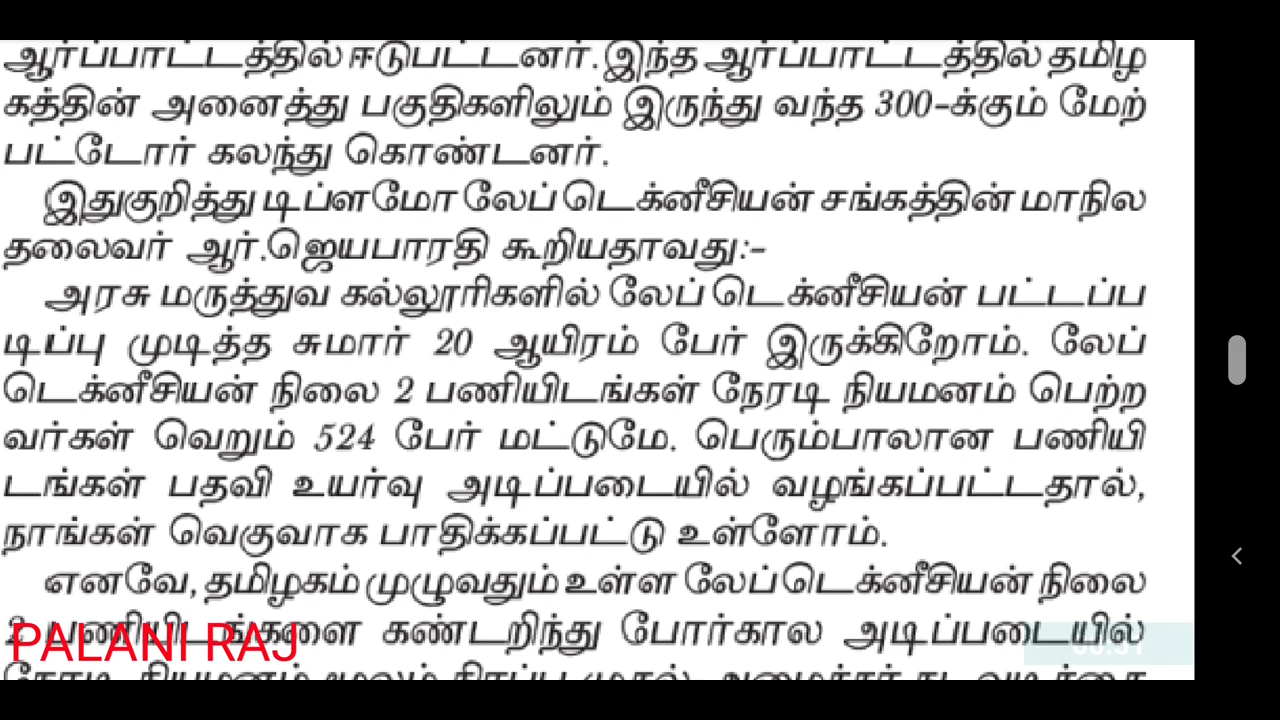 ஆர்ப்பாட்டத்தில் ஈடுபட்டனர். இந்த ஆர்ப்பாட்டத்தில் தமிழ
கத்தின் அனைத்து பகுதிகளிலும் இருந்து வந்த 300-க்கும் மேற்
பட்டோர் கலந்து கொண்டனர்.
இதுகுறித்து டிப்ளமோ லேப் டெக்னீசியன் சங்கத்தின் மாநில
தலைவர் ஆர்.ஜெயபாரதி கூறியதாவது:-
அரசு மருத்துவ கல்லூரிகளில் லேப் டெக்னீசியன் பட்டப்ப
டிப்பு முடித்த சுமார் 20 ஆயிரம் பேர் இருக்கிறோம். லேப்
டெக்னீசியன் நிலை 2 பணியிடங்கள் நேரடி நியமனம் பெற்ற
வர்கள் வெறும் 524 பேர் மட்டுமே. பெரும்பாலான பணியி
டங்கள் பதவி உயர்வு அடிப்படையில் வழங்கப்பட்டதால்,
நாங்கள் வெகுவாக பாதிக்கப்பட்டு உள்ளோம்.
எனவே, தமிழகம் முழுவதும் உள்ள லேப்டெக்னீசியன் நிலை
2 பணியிடங்களை கண்டறிந்து போர்கால அடிப்படையில்
PALANI RAJ